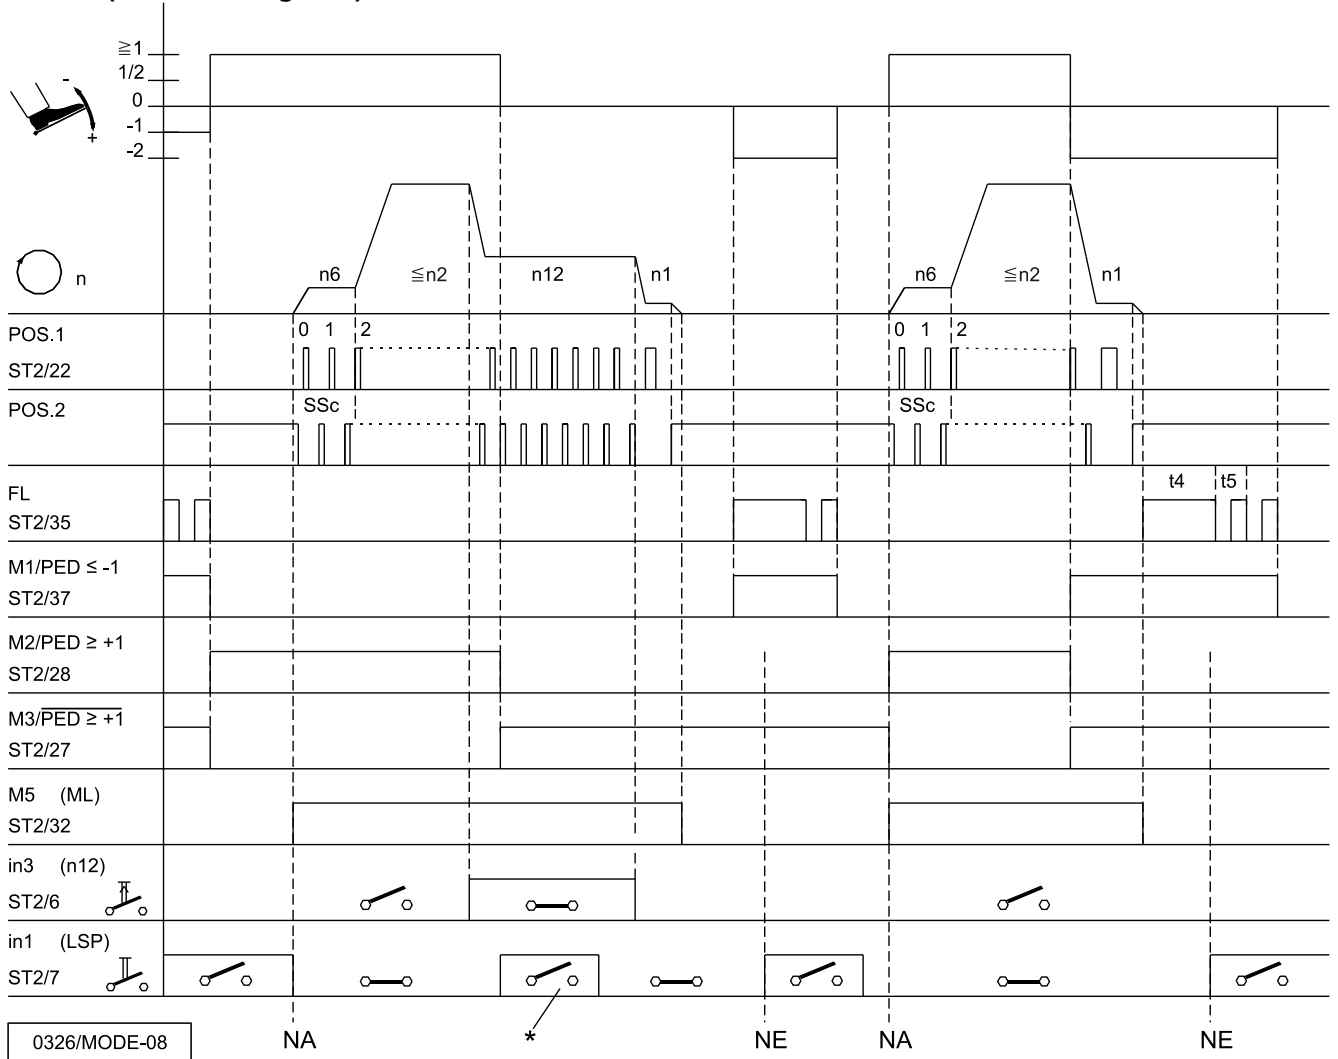 ≧1
1/2
0
-1
-2
-
+
n
n6 ≦n2 n12 n1 n6 ≦n2 n1
POS.1 0 1 2 0 1 2
ST2/22
POS.2 SSc SSc
FL t4 t5
ST2/35
M1/PED ≤ -1
ST2/37
M2/PED ≥ +1
ST2/28
M3/PED ≥ +1
ST2/27
M5 (ML)
ST2/32
in3 (n12)
ST2/6
in1 (LSP)
ST2/7
0326/MODE-08 NA * NE NA NE